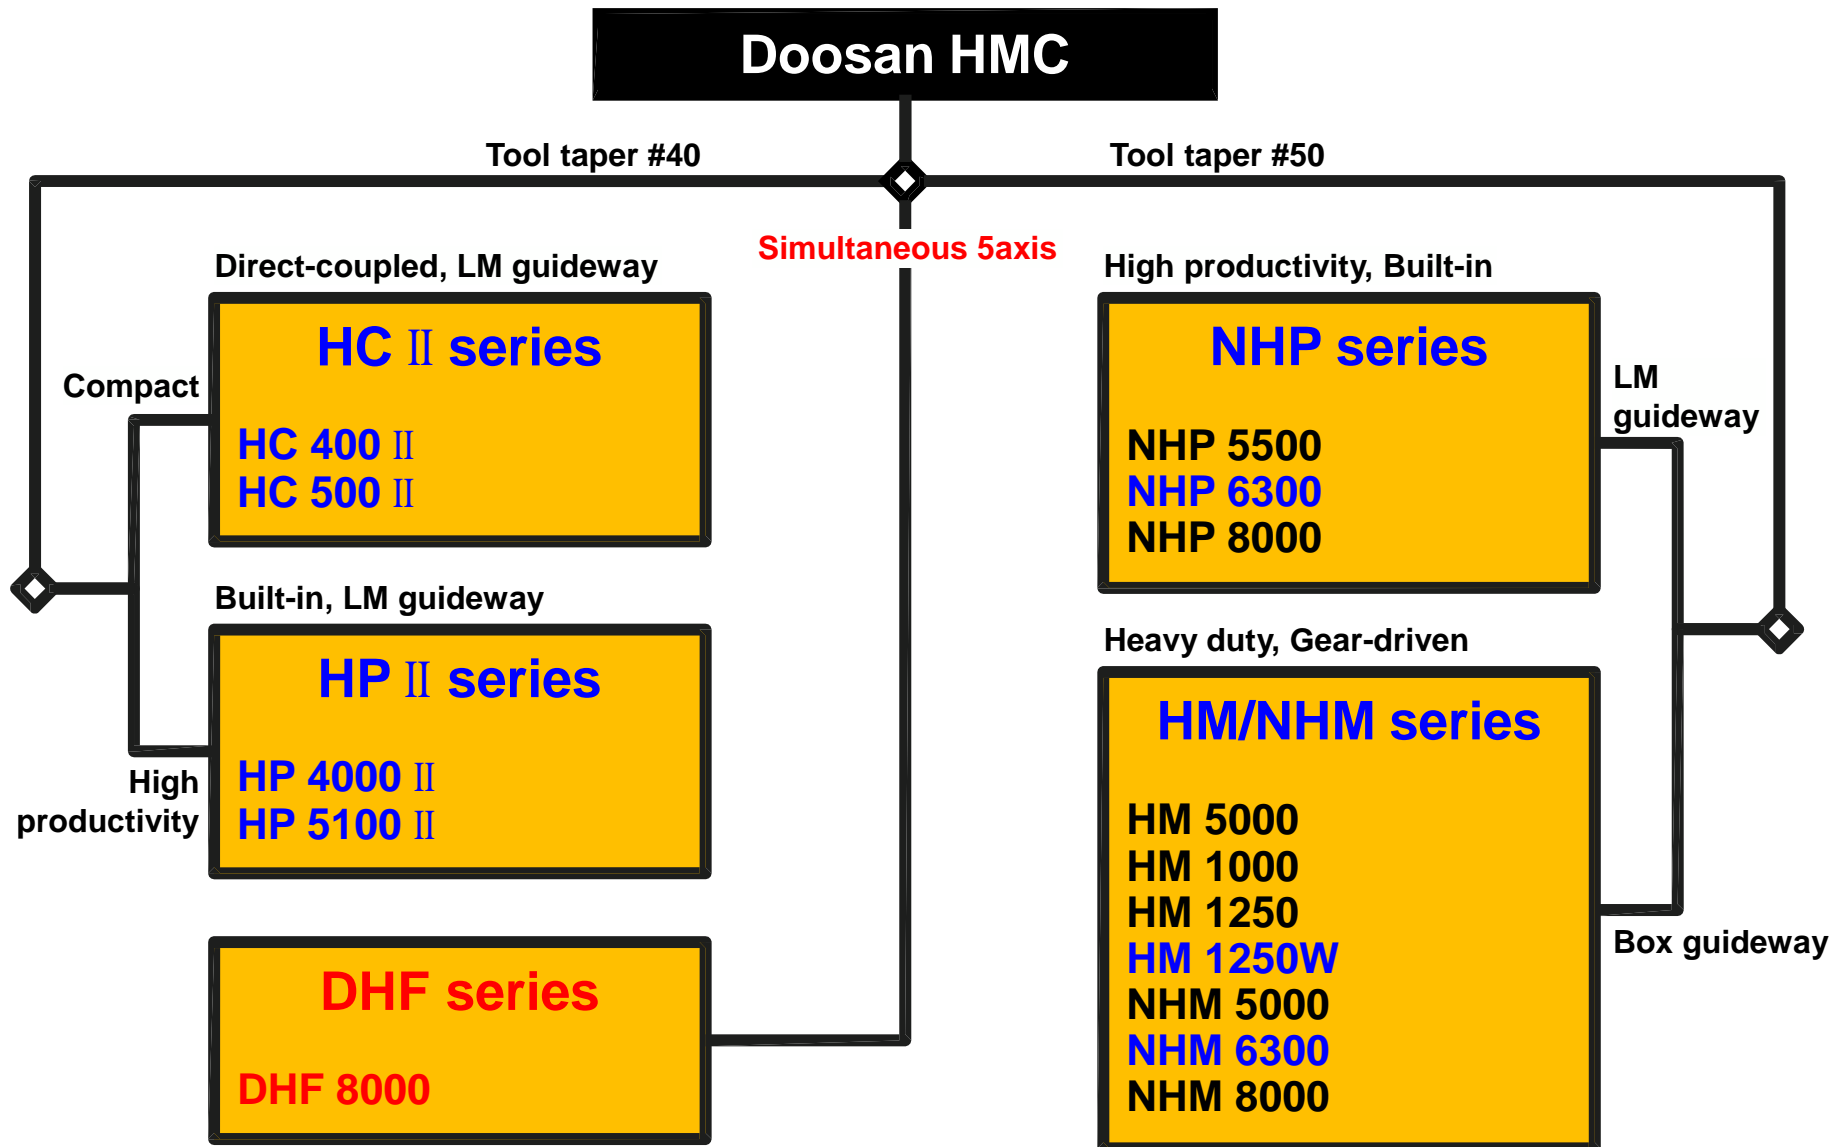 Doosan HMC
Tool taper #40
Tool taper #50
Simultaneous 5axis
Direct-coupled, LM guideway
HC Ⅱ series
Compact
HC 400 Ⅱ
HC 500 Ⅱ
Built-in, LM guideway
HP Ⅱ series
High
productivity
HP 4000 Ⅱ
HP 5100 Ⅱ
DHF series
DHF 8000
High productivity, Built-in
NHP series
LM
guideway
NHP 5500
NHP 6300
NHP 8000
Heavy duty, Gear-driven
HM/NHM series
HM 5000
HM 1000
HM 1250
HM 1250W
NHM 5000
NHM 6300
NHM 8000
Box guideway